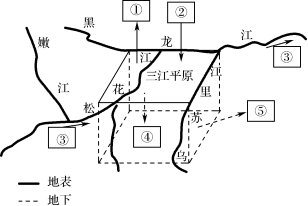 ①
②
嫩
黑
龙
江
③
江
三江平原
江
花
里
江
松
苏
⑤
③
④
乌
地表
地下